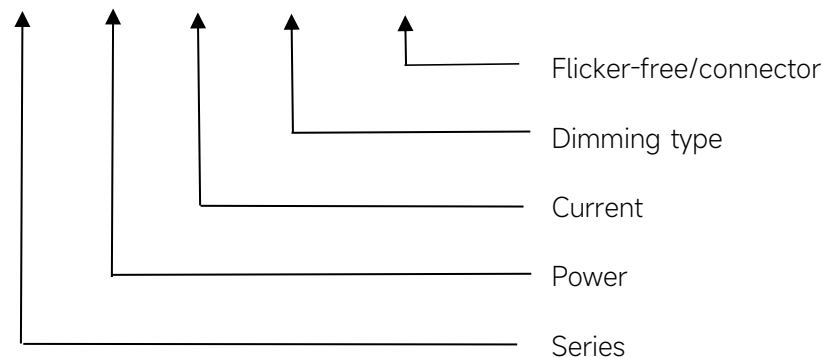 Flicker-free/connector
Dimming type
Current
Power
Series